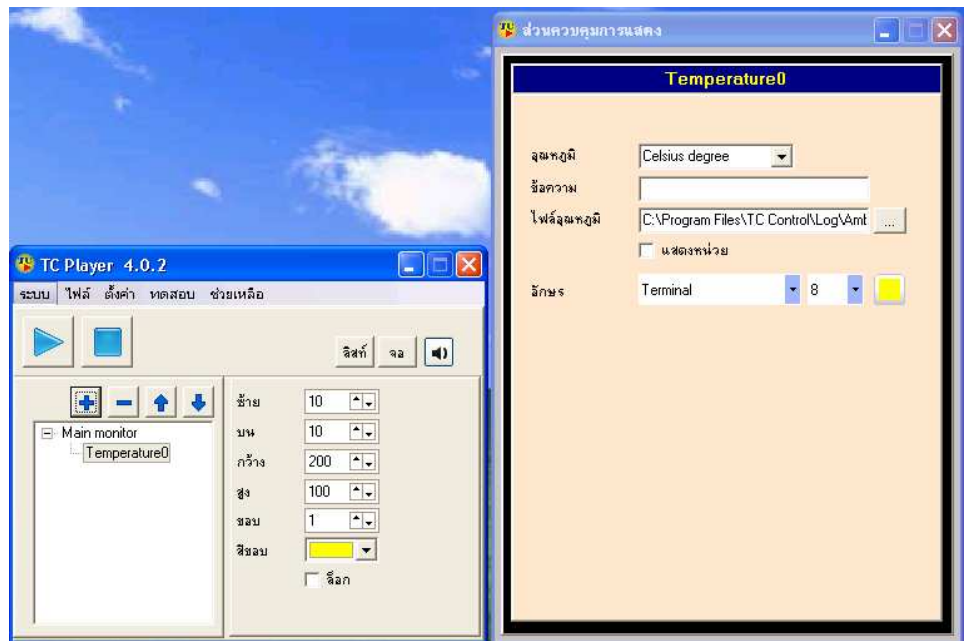 ส่วนควบคุมการแสดง
Temperature0
อุณหภูมิ
Celsius degree
ข้อความ
ไฟล์อุณหภูมิ
C:\Program Files\TC Control\Log\Amb
...
แสดงหน่วย
อักษร
Terminal
8
TC Player 4.0.2
ระบบ ไฟล์ ตั้งค่า ทดสอบ ช่วยเหลือ
ลิสท์ จอ
Main monitor
Temperature0
ซ้าย 10
บน 10
กว้าง 200
สูง 100
ขอบ 1
สีขอบ
ล็อก